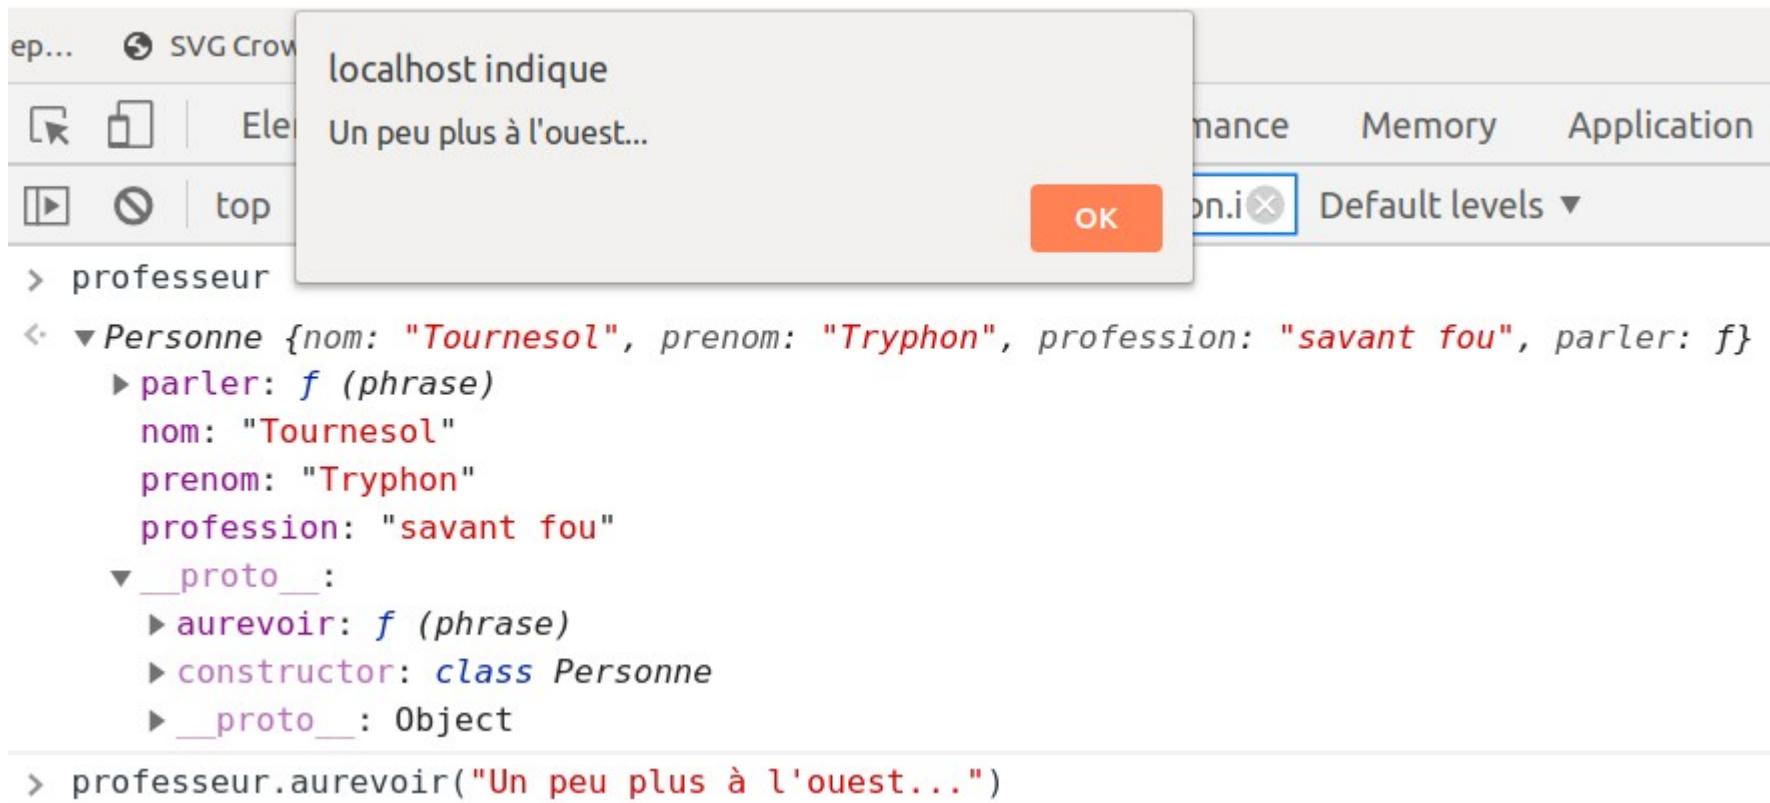 ep... SVG Crow
localhost indique
Un peu plus à l'ouest...
OK
Ele mance Memory Application
top on.i Default levels ▼
> professeur
<· ▼ Personne {nom: "Tournesol", prenom: "Tryphon", profession: "savant fou", parler: ƒ}
▶ parler: ƒ (phrase)
nom: "Tournesol"
prenom: "Tryphon"
profession: "savant fou"
▼ __proto__:
▶ aurevoir: ƒ (phrase)
▶ constructor: class Personne
▶ __proto__: Object
> professeur.aurevoir("Un peu plus à l'ouest...")